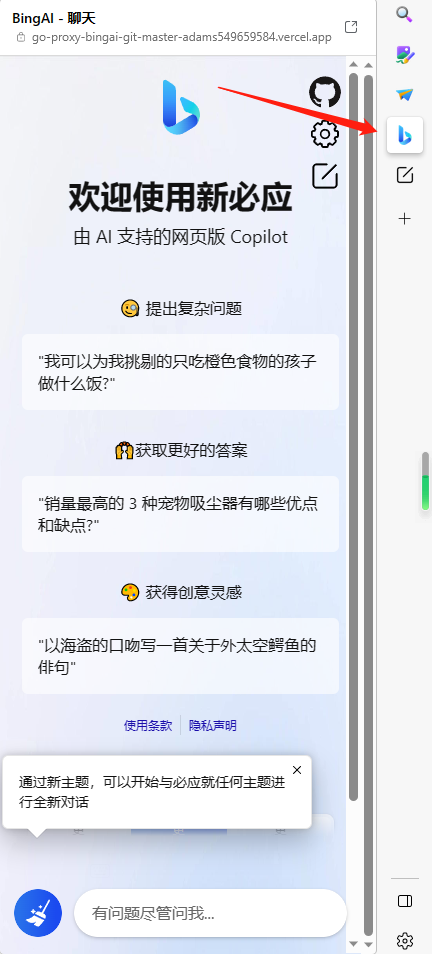 BingAI - 聊天
go-proxy-bingai-git-master-adams549659584.vercel.app
欢迎使用新必应
由 AI 支持的网页版 Copilot
🧐 提出复杂问题
"我可以为我挑剔的只吃橙色食物的孩子
做什么饭?"
🙌 获取更好的答案
"销量最高的 3 种宠物吸尘器有哪些优点
和缺点?"
🎨 获得创意灵感
"以海盗的口吻写一首关于外太空鳄鱼的
俳句"
使用条款 隐私声明
通过新主题，可以开始与必应就任何主题进
行全新对话
有问题尽管问我...